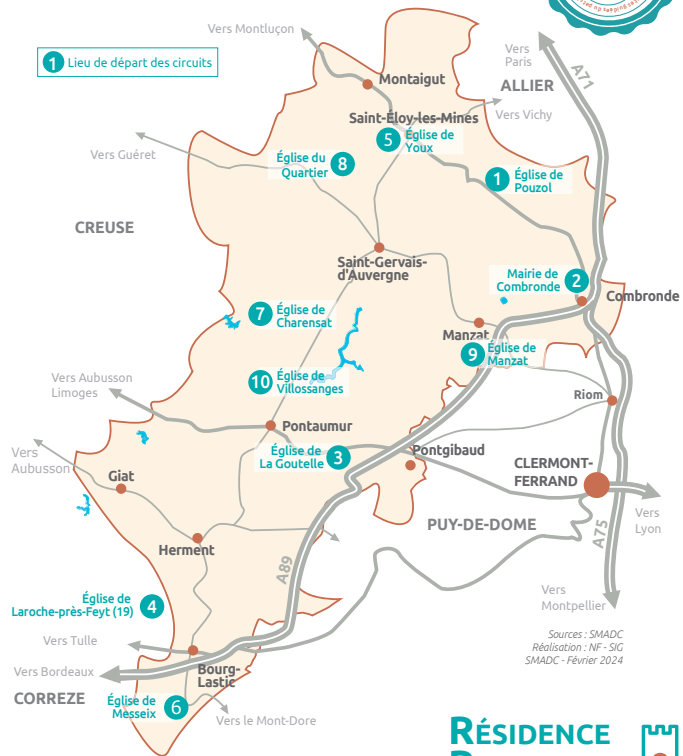 Vers Montluçon
1 Lieu de départ des circuits
Vers
Paris
A71
ALLIER
Montaigut
Saint-Éloy-les-Mines
Vers Vichy
5 Église de
Youx
Vers Guéret
Église du
Quartier 8
1 Église de
Pouzol
CREUSE
Saint-Gervais-
d'Auvergne
Mairie de
Combronde 2
Combronde
7 Église de
Charensat
Manzat
9 Église de
Manzat
Vers Aubusson
Limoges
10 Église de
Villossanges
Riom
Pontaumur
Vers
Aubusson
Église de
La Goutelle 3
Pontgibaud
Giat
CLERMONT-
FERRAND
Vers
Lyon
PUY-DE-DOME
A75
Herment
A89
Église de
Laroche-près-Feyt (19) 4
Vers
Montpellier
Vers Tulle
Sources : SMADC
Réalisation : NF - SIG
SMADC - Février 2024
Vers Bordeaux
Bourg-
Lastic
CORREZE
Église de
Messeix 6
Vers le Mont-Dore
RÉSIDENCE